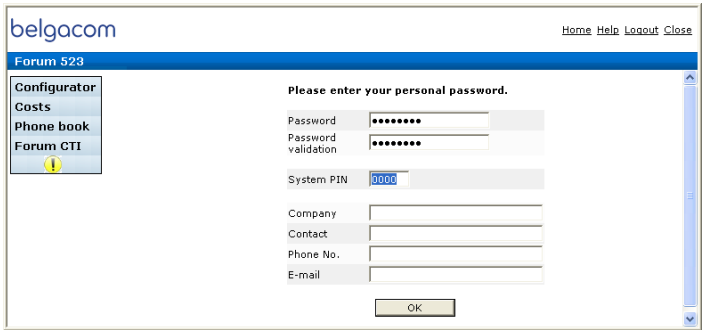 belgacom
Home Help Logout Close
Forum 523
Configurator
Costs
Phone book
Forum CTI
Please enter your personal password.
Password ••••••••
Password
validation ••••••••
System PIN 0000
Company
Contact
Phone No.
E-mail
OK